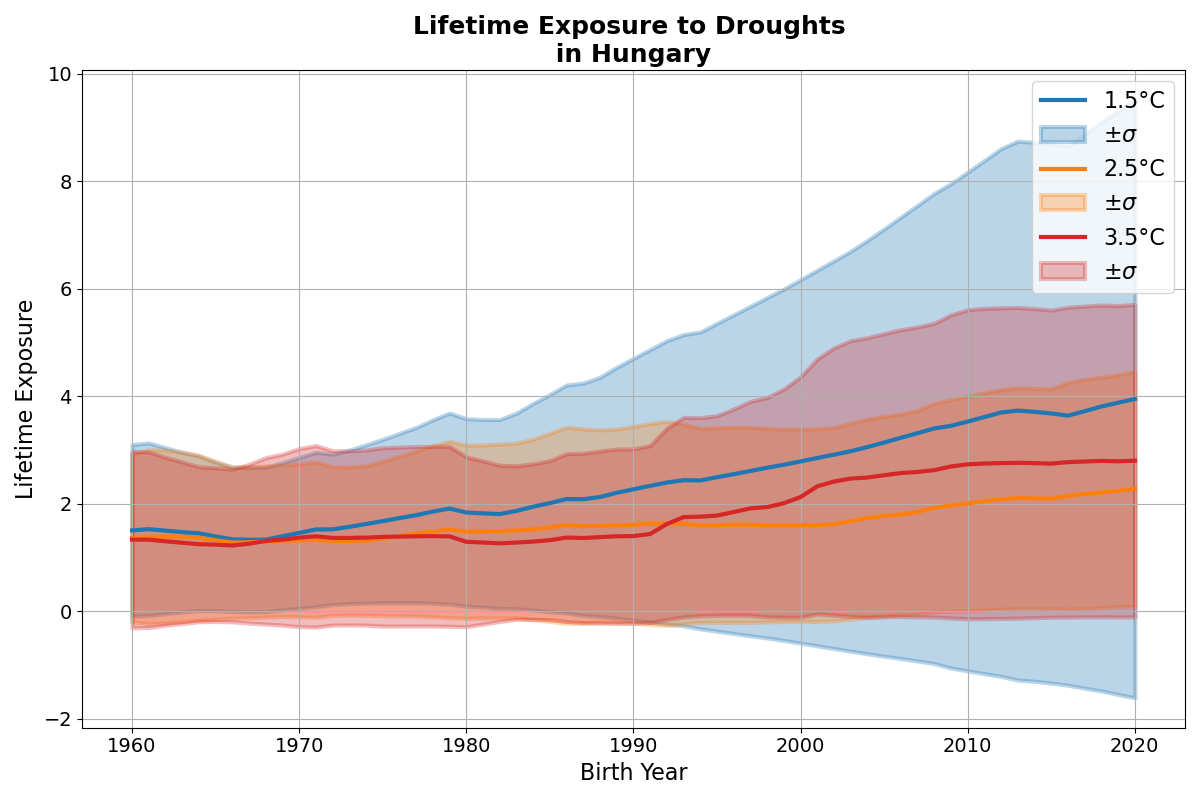 Lifetime Exposure to Droughts
in Hungary
10
8
6
4
2
0
−2
Lifetime Exposure
1.5°C
±σ
2.5°C
±σ
3.5°C
±σ
1960 1970 1980 1990 2000 2010 2020
Birth Year